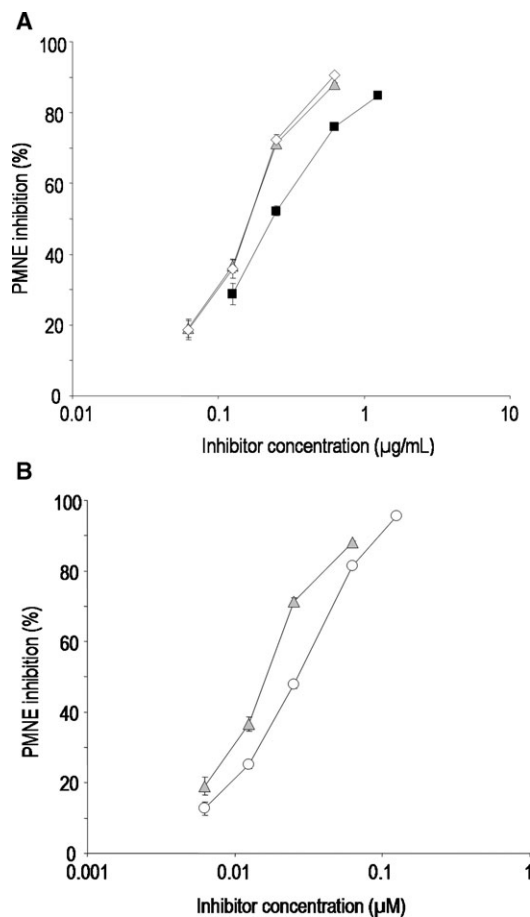 A
100
80
60
40
20
0
PMNE inhibition (%)
0.01 0.1 1 10
Inhibitor concentration (µg/mL)
B
100
80
60
40
20
0
PMNE inhibition (%)
0.001 0.01 0.1 1
Inhibitor concentration (µM)